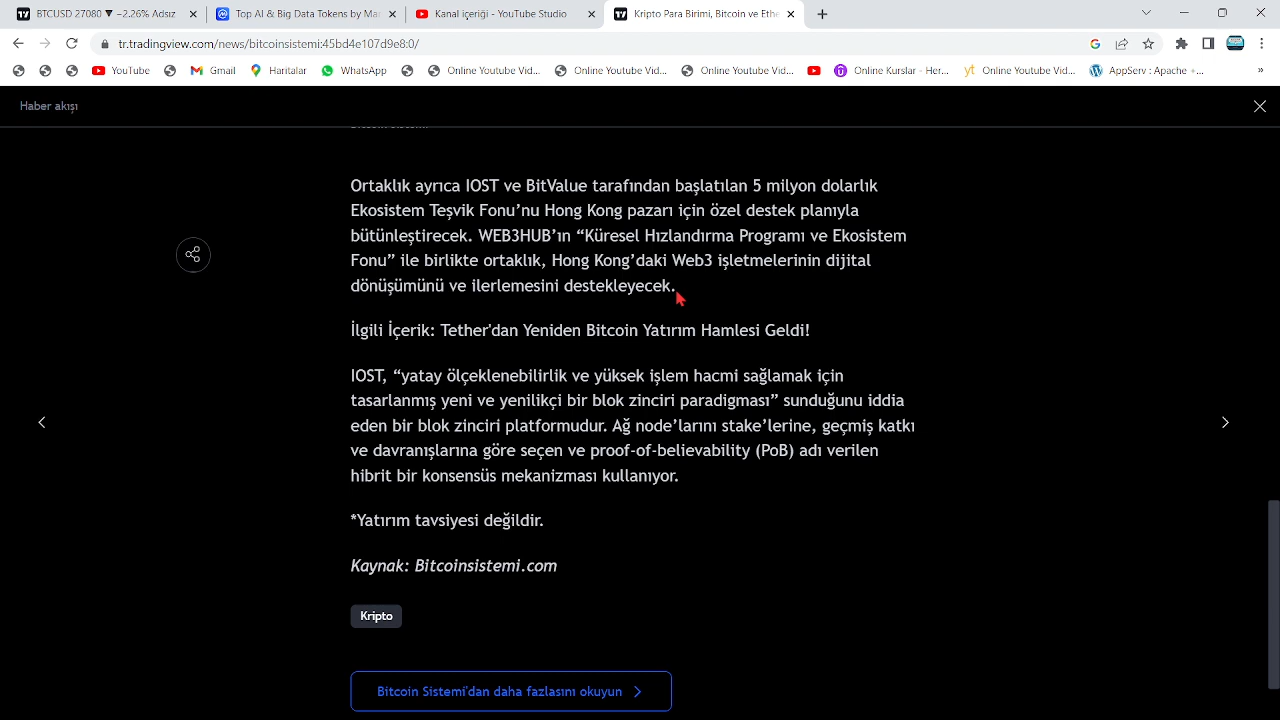 BTCUSD 27080 ▼ −2.26% Adsız
Top AI & Big Data Tokens by Ma
Kanal içeriği - YouTube Studio
Kripto Para Birimi, Bitcoin ve Ethe
tr.tradingview.com/news/bitcoinsistemi:45bd4e107d9e8:0/
YouTube
Gmail
Haritalar
WhatsApp
Online Youtube Vid...
Online Youtube Vid...
Online Youtube Vid...
Online Kurslar - Her...
Online Youtube Vid...
AppServ : Apache +...
Haber akışı
Ortaklık ayrıca IOST ve BitValue tarafından başlatılan 5 milyon dolarlık
Ekosistem Teşvik Fonu’nu Hong Kong pazarı için özel destek planıyla
bütünleştirecek. WEB3HUB’ın “Küresel Hızlandırma Programı ve Ekosistem
Fonu” ile birlikte ortaklık, Hong Kong’daki Web3 işletmelerinin dijital
dönüşümünü ve ilerlemesini destekleyecek.
İlgili İçerik: Tether'dan Yeniden Bitcoin Yatırım Hamlesi Geldi!
IOST, “yatay ölçeklenebilirlik ve yüksek işlem hacmi sağlamak için
tasarlanmış yeni ve yenilikçi bir blok zinciri paradigması” sunduğunu iddia
eden bir blok zinciri platformudur. Ağ node’larını stake’lerine, geçmiş katkı
ve davranışlarına göre seçen ve proof-of-believability (PoB) adı verilen
hibrit bir konsensüs mekanizması kullanıyor.
*Yatırım tavsiyesi değildir.
Kaynak: Bitcoinsistemi.com
Kripto
Bitcoin Sistemi'dan daha fazlasını okuyun